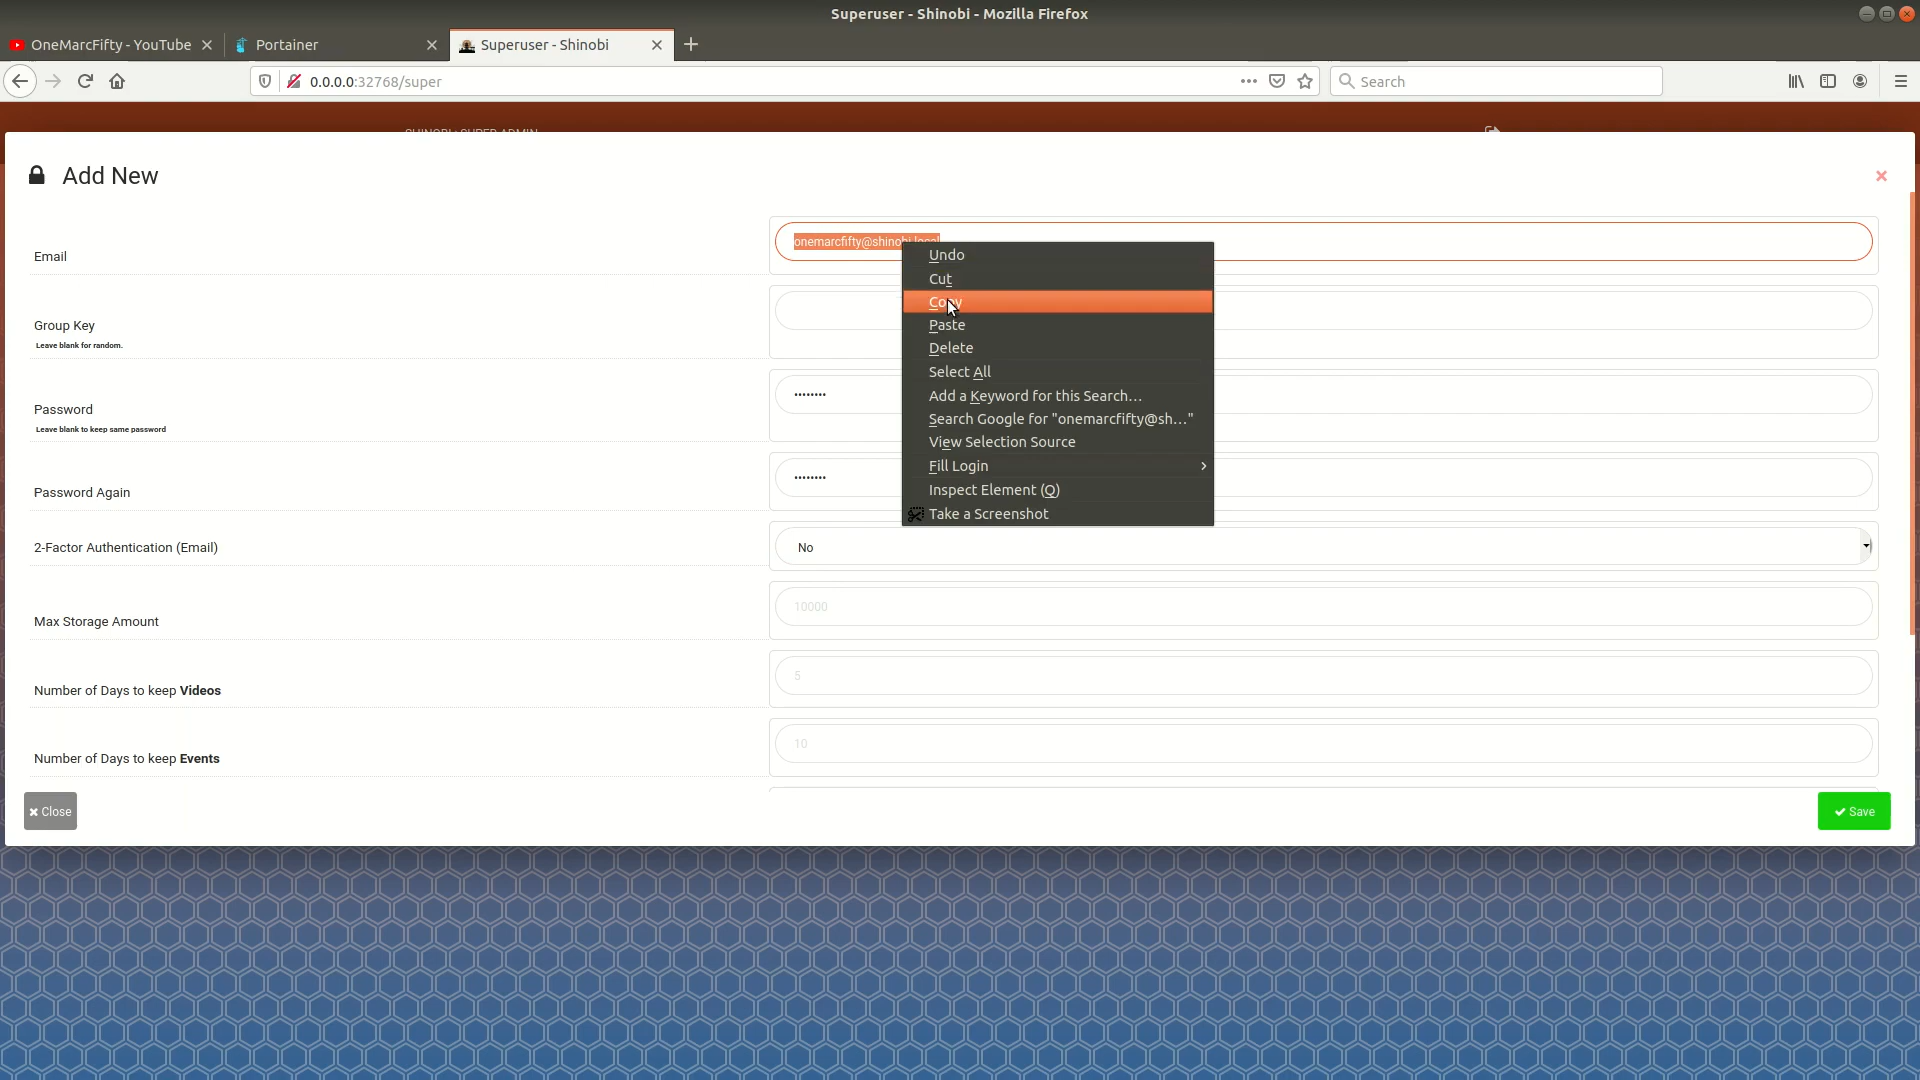 Superuser - Shinobi - Mozilla Firefox
OneMarcFifty - YouTube
Portainer
Superuser - Shinobi
0.0.0.0:32768/super
Search
SHINOBI : SUPER ADMIN
Add New
Email
onemarcfifty@shinobi.local
Undo
Cut
Copy
Paste
Delete
Select All
Add a Keyword for this Search...
Search Google for "onemarcfifty@sh..."
View Selection Source
Fill Login
Inspect Element (Q)
Take a Screenshot
Group Key
Leave blank for random.
Password
Leave blank to keep same password
••••••••
Password Again
••••••••
2-Factor Authentication (Email)
No
Max Storage Amount
10000
Number of Days to keep Videos
5
Number of Days to keep Events
10
Close
Save